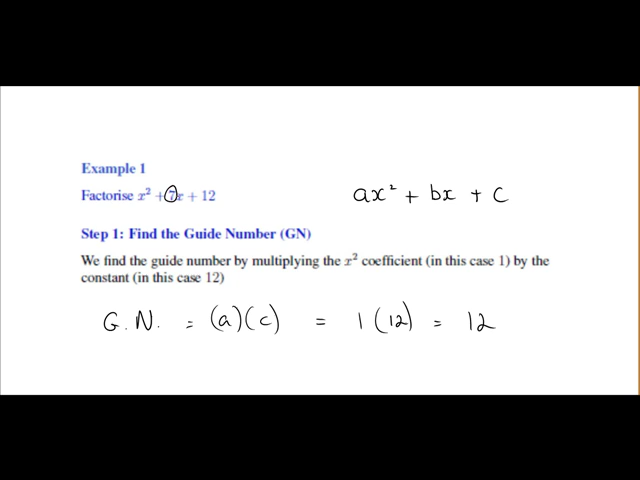 Example 1
Factorise x² + 7x + 12
ax² + bx + c
Step 1: Find the Guide Number (GN)
We find the guide number by multiplying the x² coefficient (in this case 1) by the
constant (in this case 12)
G.N. = (a)(c) = 1(12) = 12